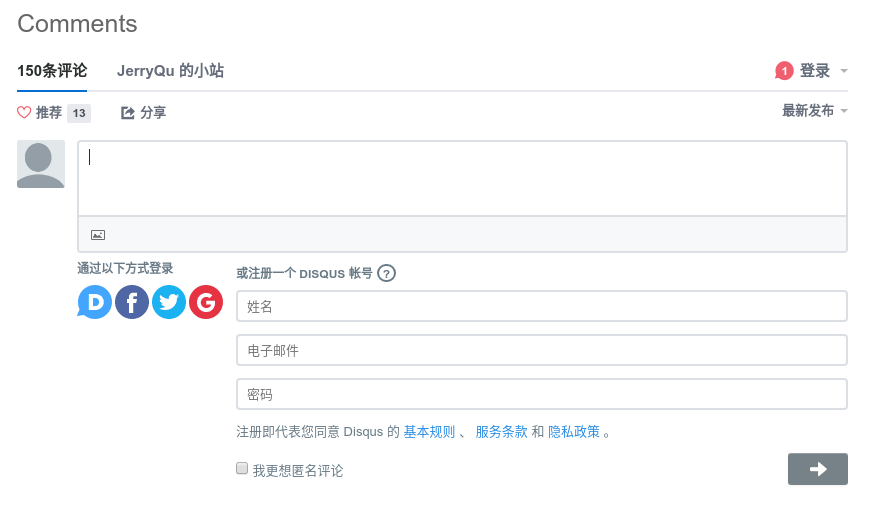 Comments
150条评论 JerryQu 的小站 1 登录
推荐 13 分享 最新发布
通过以下方式登录
D f G
或注册一个 DISQUS 帐号 ?
姓名
电子邮件
密码
注册即代表您同意 Disqus 的 基本规则 、 服务条款 和 隐私政策 。
我更想匿名评论